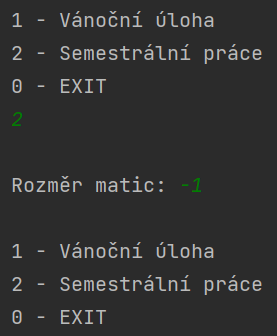 1 - Vánoční úloha
2 - Semestrální práce
0 - EXIT
2
Rozměr matic: -1
1 - Vánoční úloha
2 - Semestrální práce
0 - EXIT